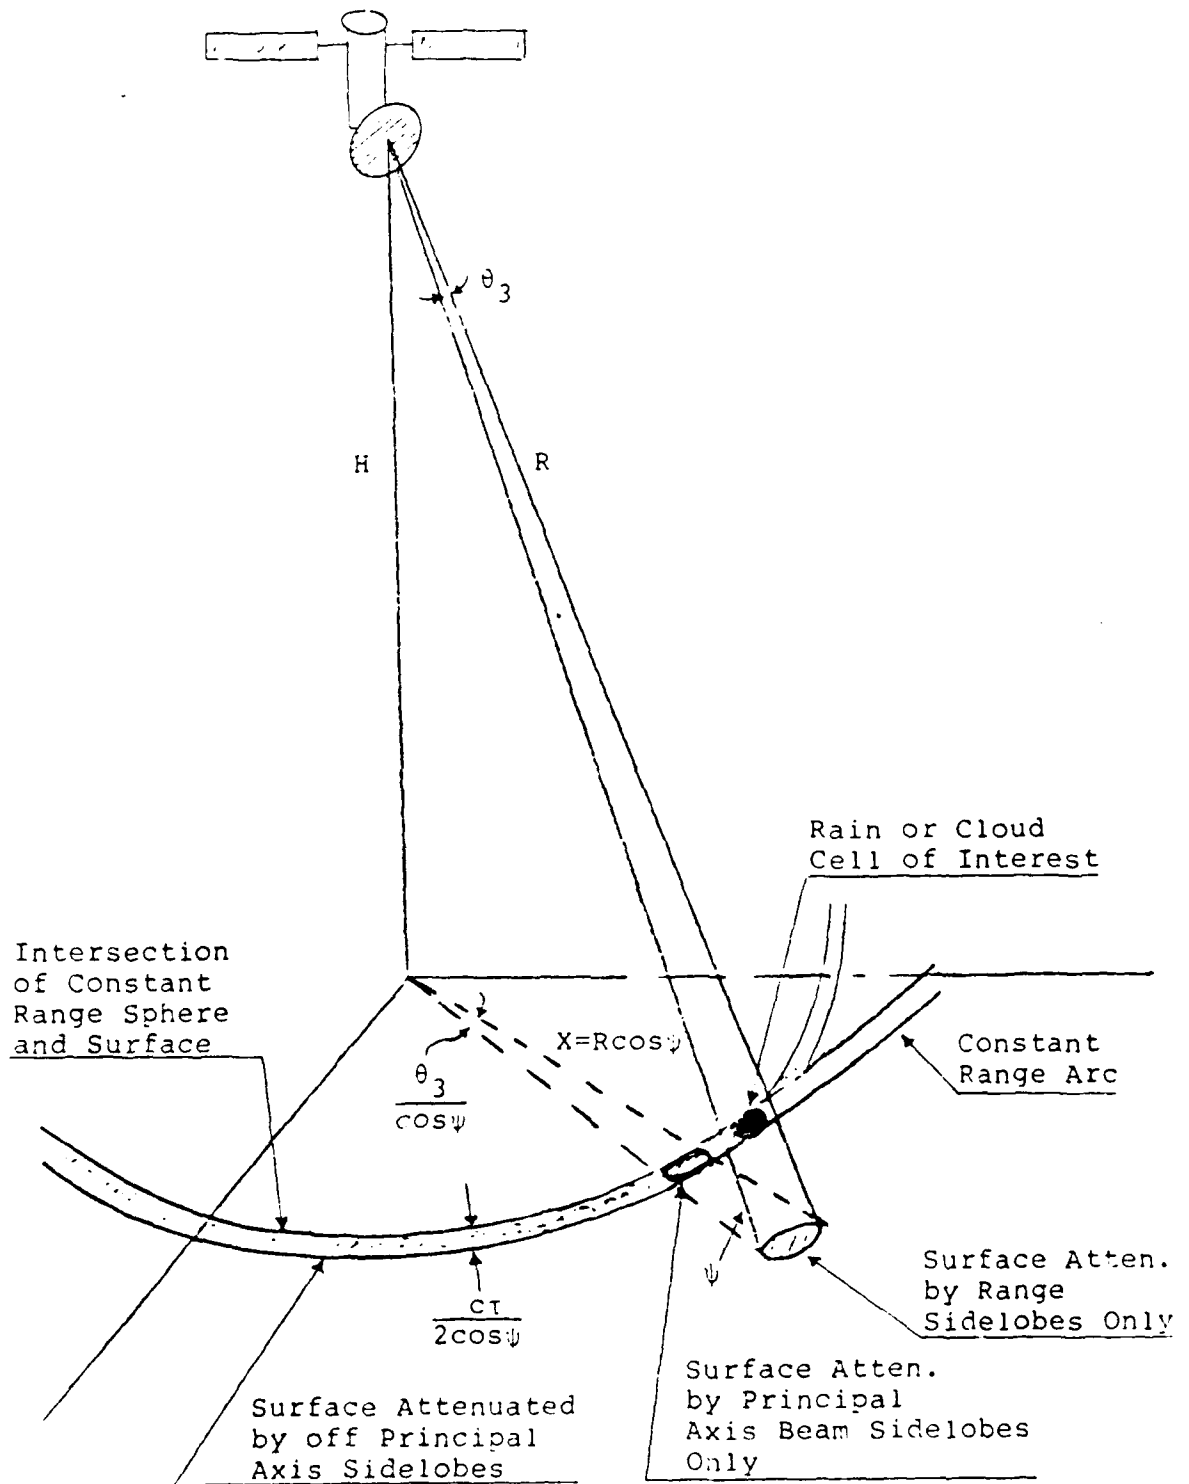 θ3
H
R
Rain or Cloud
Cell of Interest
Intersection
of Constant
Range Sphere
and Surface
X=Rcosψ
θ3
cosψ
Constant
Range Arc
ψ
cτ
2cosψ
Surface Atten.
by Range
Sidelobes Only
Surface Atten.
by Principal
Axis Beam Sidelobes
Only
Surface Attenuated
by off Principal
Axis Sidelobes